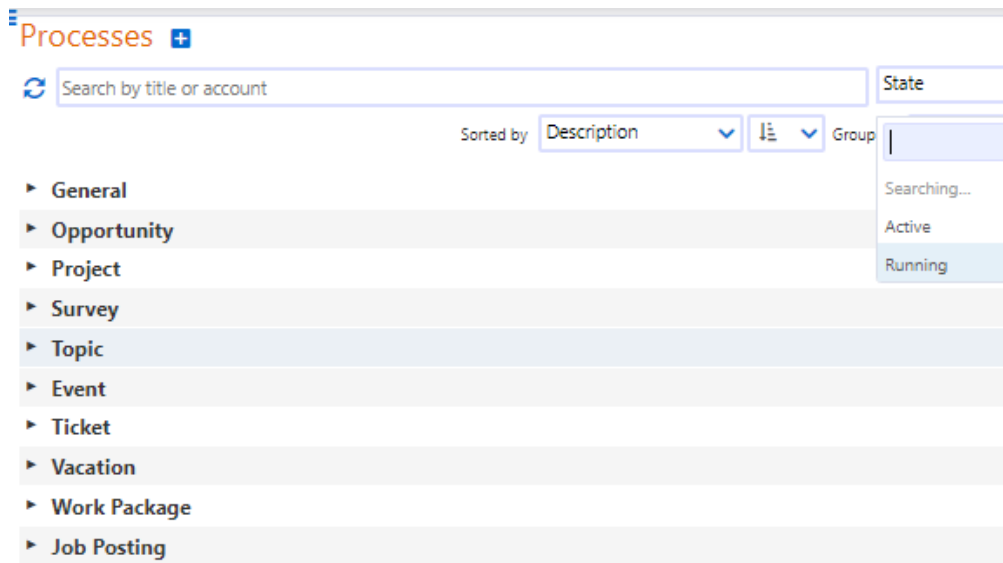 Processes
Search by title or account
State
Sorted by Description Group
Searching...
Active
Running
General
Opportunity
Project
Survey
Topic
Event
Ticket
Vacation
Work Package
Job Posting